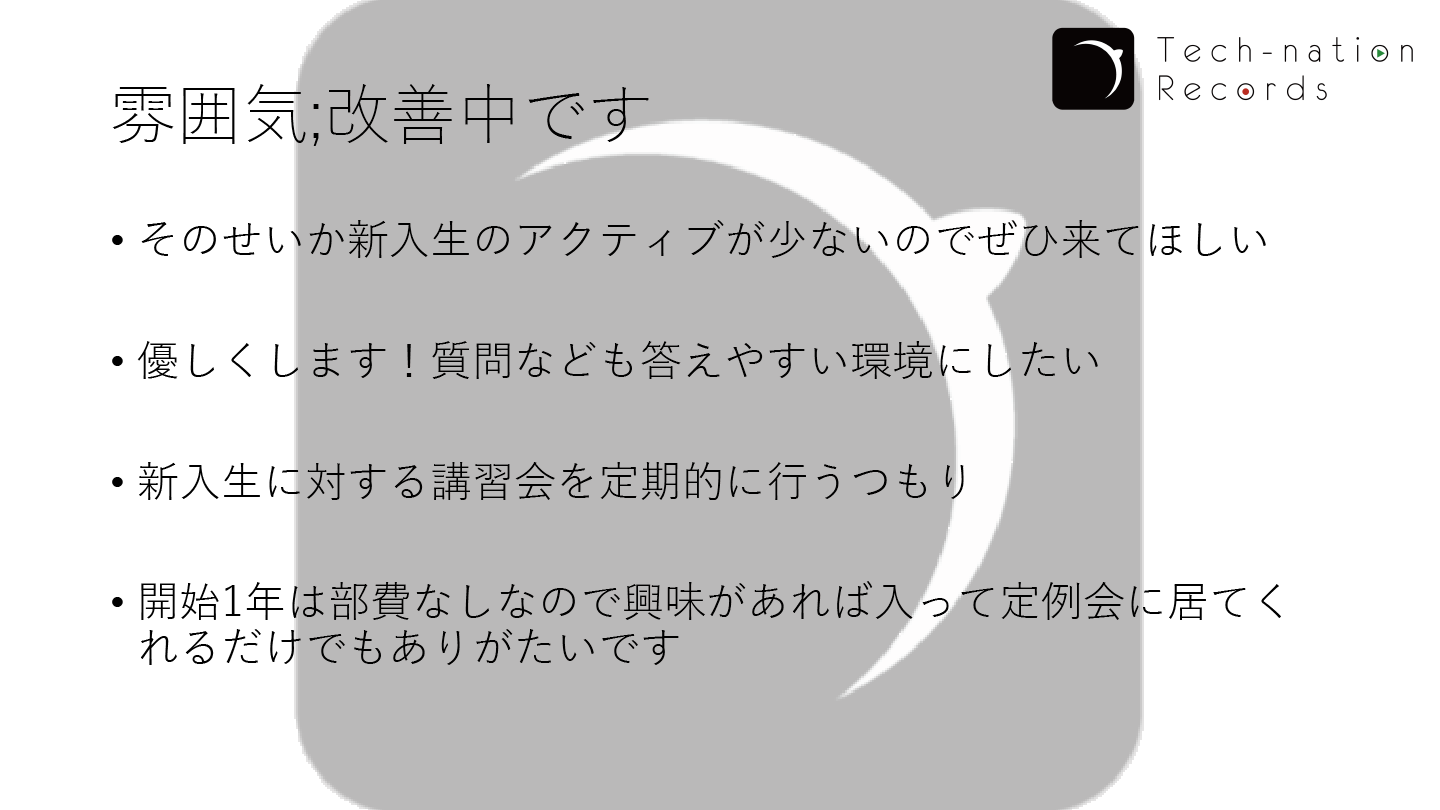 Tech-nation
Records
雰囲気;改善中です
• そのせいか新入生のアクティブが少ないのでぜひ来てほしい
• 優しくします！質問なども答えやすい環境にしたい
• 新入生に対する講習会を定期的に行うつもり
• 開始1年は部費なしなので興味があれば入って定例会に居てく
れるだけでもありがたいです